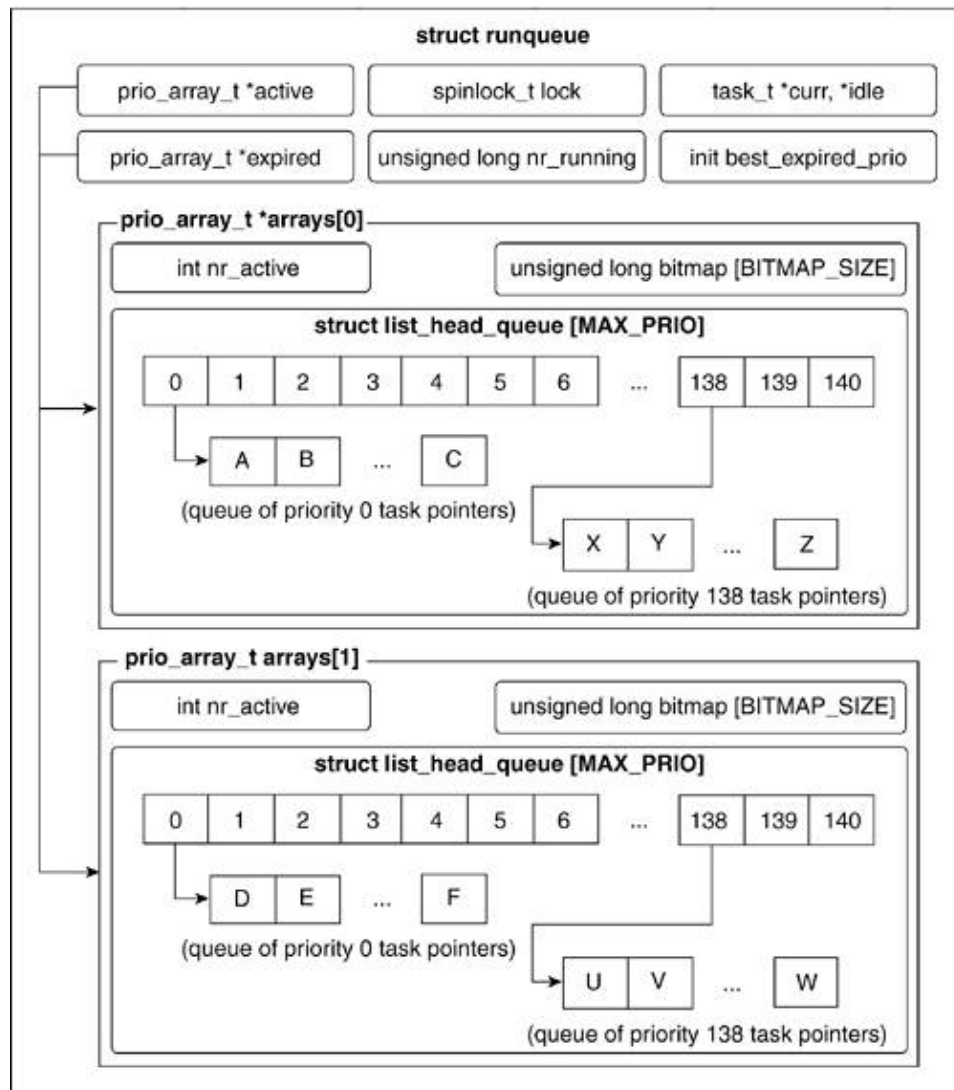 struct runqueue
prio_array_t *active
spinlock_t lock
task_t *curr, *idle
prio_array_t *expired
unsigned long nr_running
init best_expired_prio
prio_array_t *arrays[0]
int nr_active
unsigned long bitmap [BITMAP_SIZE]
struct list_head_queue [MAX_PRIO]
0 1 2 3 4 5 6 ... 138 139 140
A B ... C
(queue of priority 0 task pointers)
X Y ... Z
(queue of priority 138 task pointers)
prio_array_t arrays[1]
int nr_active
unsigned long bitmap [BITMAP_SIZE]
struct list_head_queue [MAX_PRIO]
0 1 2 3 4 5 6 ... 138 139 140
D E ... F
(queue of priority 0 task pointers)
U V ... W
(queue of priority 138 task pointers)